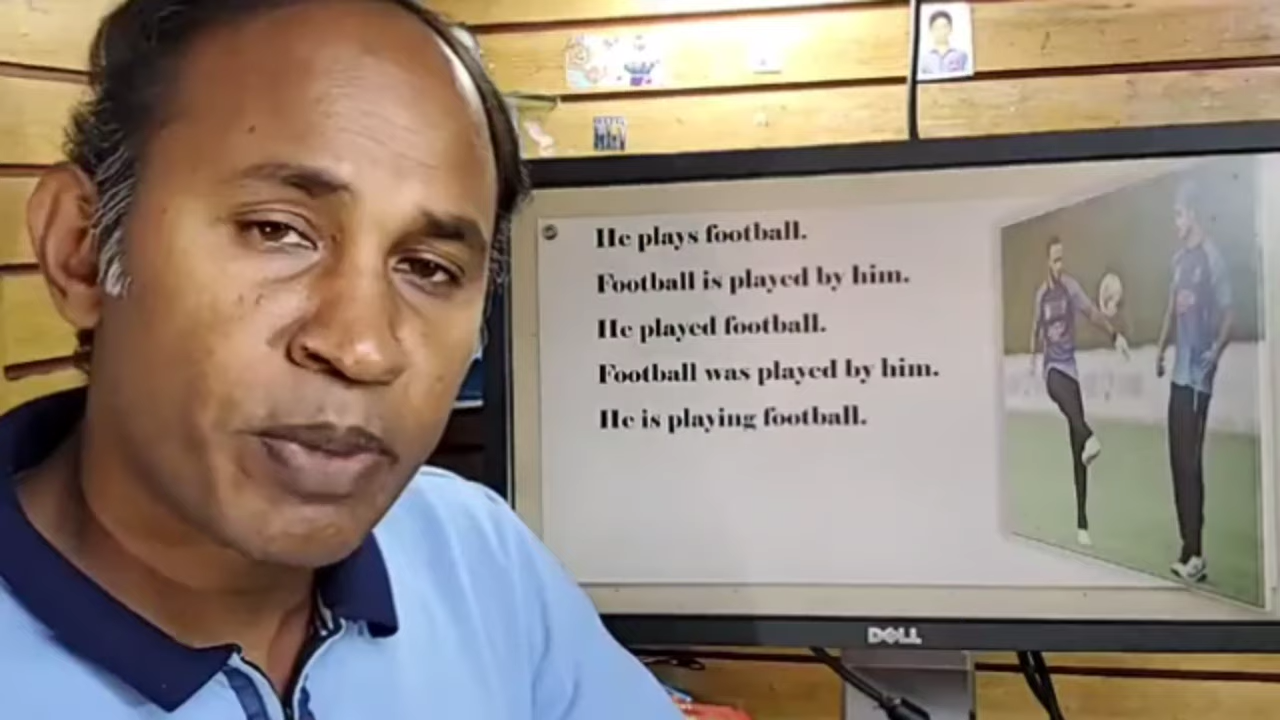 He plays football.
Football is played by him.
He played football.
Football was played by him.
He is playing football.
DELL